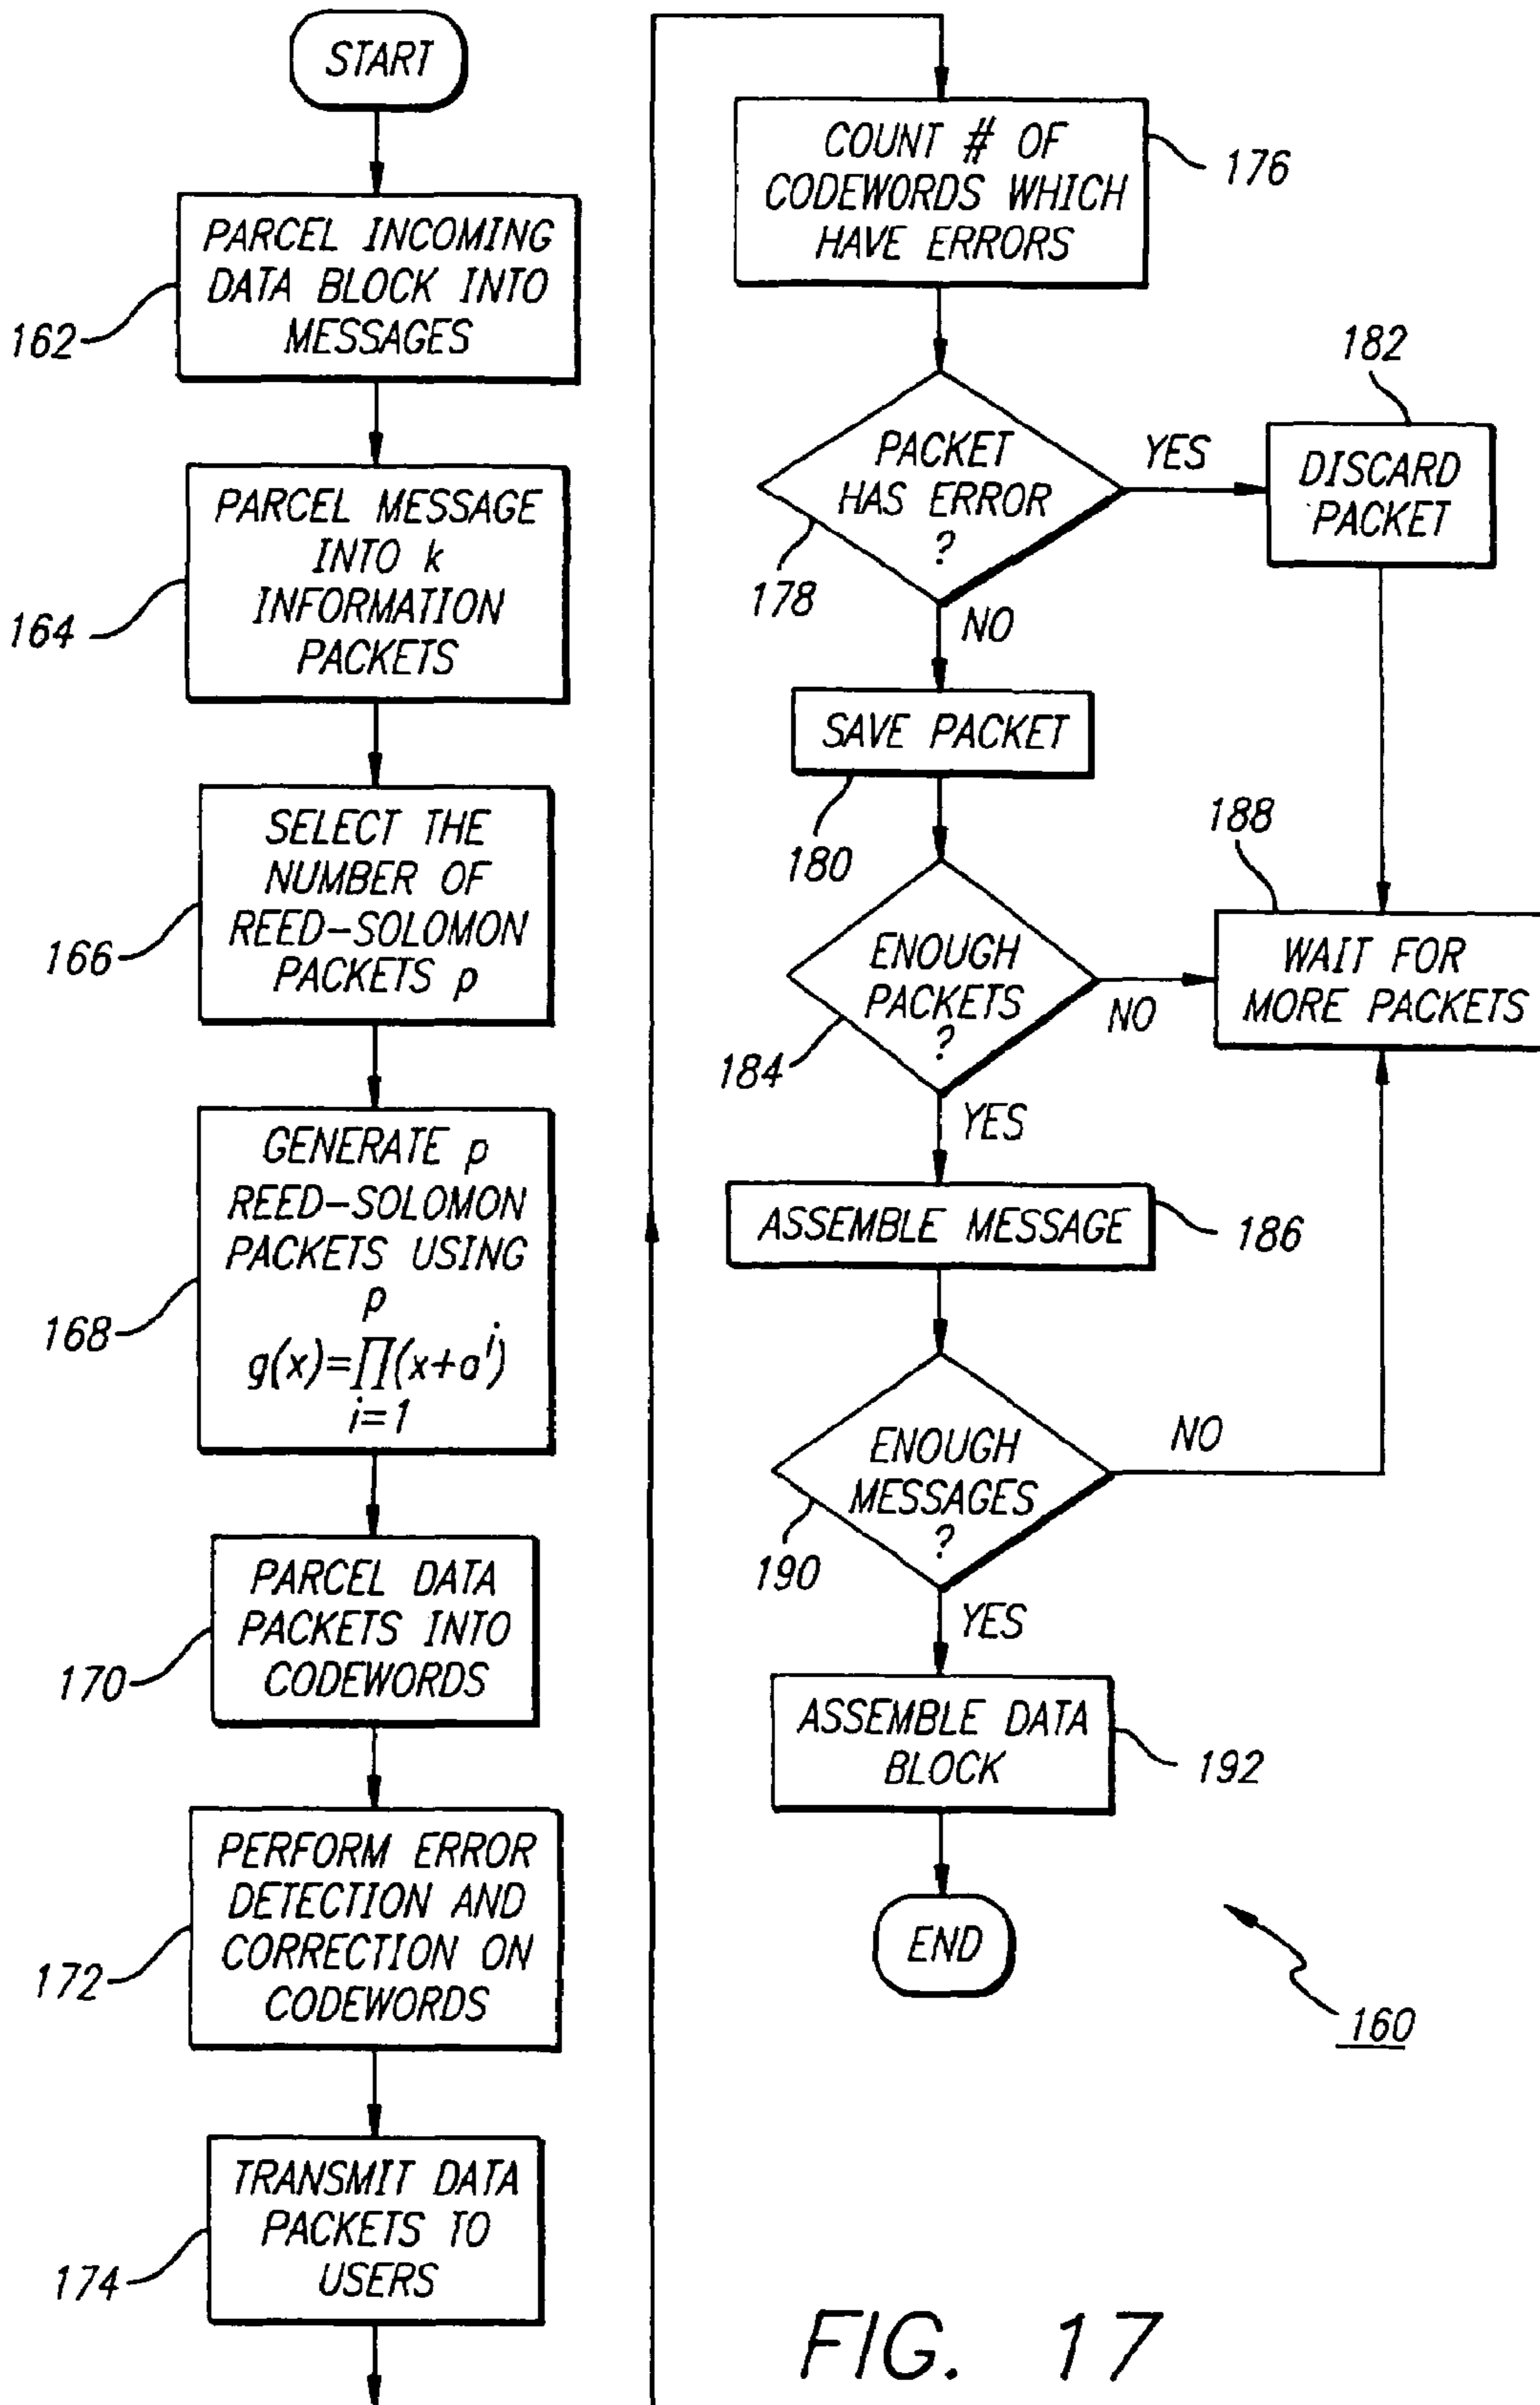 START
PARCEL INCOMING
DATA BLOCK INTO
MESSAGES
162
PARCEL MESSAGE
INTO k
INFORMATION
PACKETS
164
SELECT THE
NUMBER OF
REED-SOLOMON
PACKETS p
166
GENERATE p
REED-SOLOMON
PACKETS USING
p
g(x)=∏(x+a^i)
i=1
168
PARCEL DATA
PACKETS INTO
CODEWORDS
170
PERFORM ERROR
DETECTION AND
CORRECTION ON
CODEWORDS
172
TRANSMIT DATA
PACKETS TO
USERS
174
COUNT # OF
CODEWORDS WHICH
HAVE ERRORS
176
PACKET
HAS ERROR
?
178
YES
NO
182
DISCARD
PACKET
SAVE PACKET
180
188
WAIT FOR
MORE PACKETS
ENOUGH
PACKETS
?
184
NO
YES
ASSEMBLE MESSAGE
186
ENOUGH
MESSAGES
?
190
NO
YES
ASSEMBLE DATA
BLOCK
192
END
160
FIG. 17